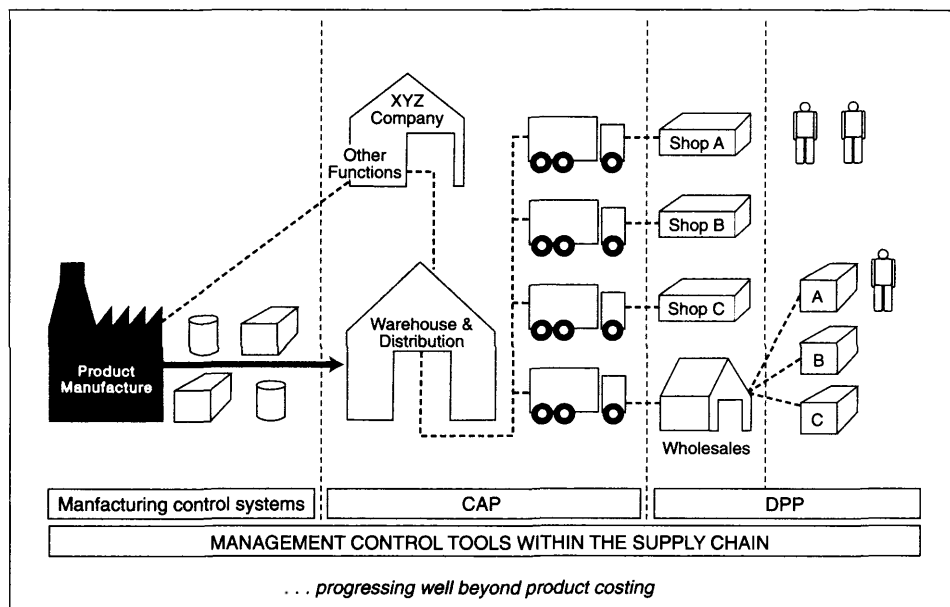 XYZ
Company
Other
Functions
Shop A
Shop B
Shop C
Warehouse &
Distribution
Product
Manufacture
A
B
C
Wholesales
Manfacturing control systems
CAP
DPP
MANAGEMENT CONTROL TOOLS WITHIN THE SUPPLY CHAIN
. . . progressing well beyond product costing